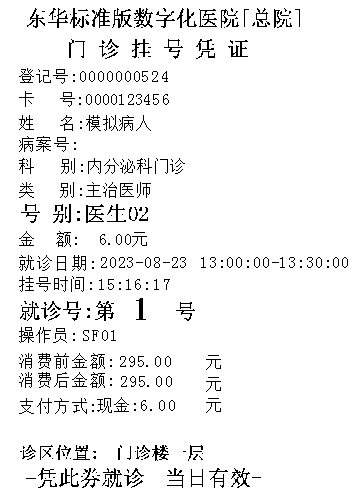 东华标准版数字化医院[总院]
门诊挂号凭证
登记号:0000000524
卡 号:0000123456
姓 名:模拟病人
病案号:
科 别:内分泌科门诊
类 别:主治医师
号 别:医生02
金 额: 6.00元
就诊日期:2023-08-23 13:00:00-13:30:00
挂号时间:15:16:17
就诊号:第 1 号
操作员:SF01
消费前金额:295.00 元
消费后金额:295.00 元
支付方式:现金:6.00 元
诊区位置: 门诊楼一层
-凭此券就诊 当日有效-